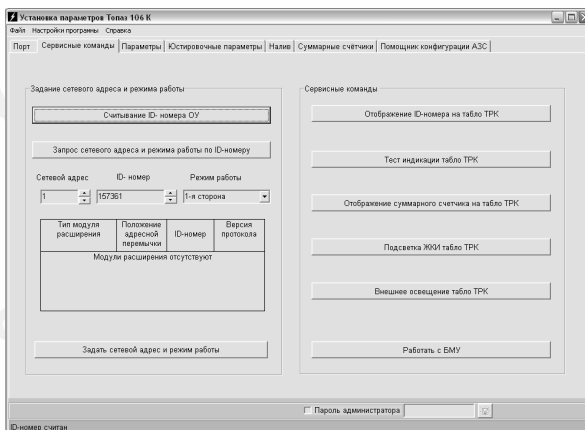 Установка параметров Топаз 106 К
Файл Настройки программы Справка
Порт Сервисные команды Параметры Юстировочные параметры Налив Суммарные счётчики Помощник конфигурации АЗС
Задание сетевого адреса и режима работы
Считывание ID- номера ОУ
Запрос сетевого адреса и режима работы по ID-номеру
Сетевой адрес ID- номер Режим работы
1 157361 1-я сторона
Тип модуля расширения Положение адресной перемычки ID-номер Версия протокола
Модули расширения отсутствуют
Задать сетевой адрес и режим работы
Сервисные команды
Отображение ID-номера на табло ТРК
Тест индикации табло ТРК
Отображение суммарного счетчика на табло ТРК
Подсветка ЖКИ табло ТРК
Внешнее освещение табло ТРК
Работать с БМУ
Пароль администратора
ID-номер считан